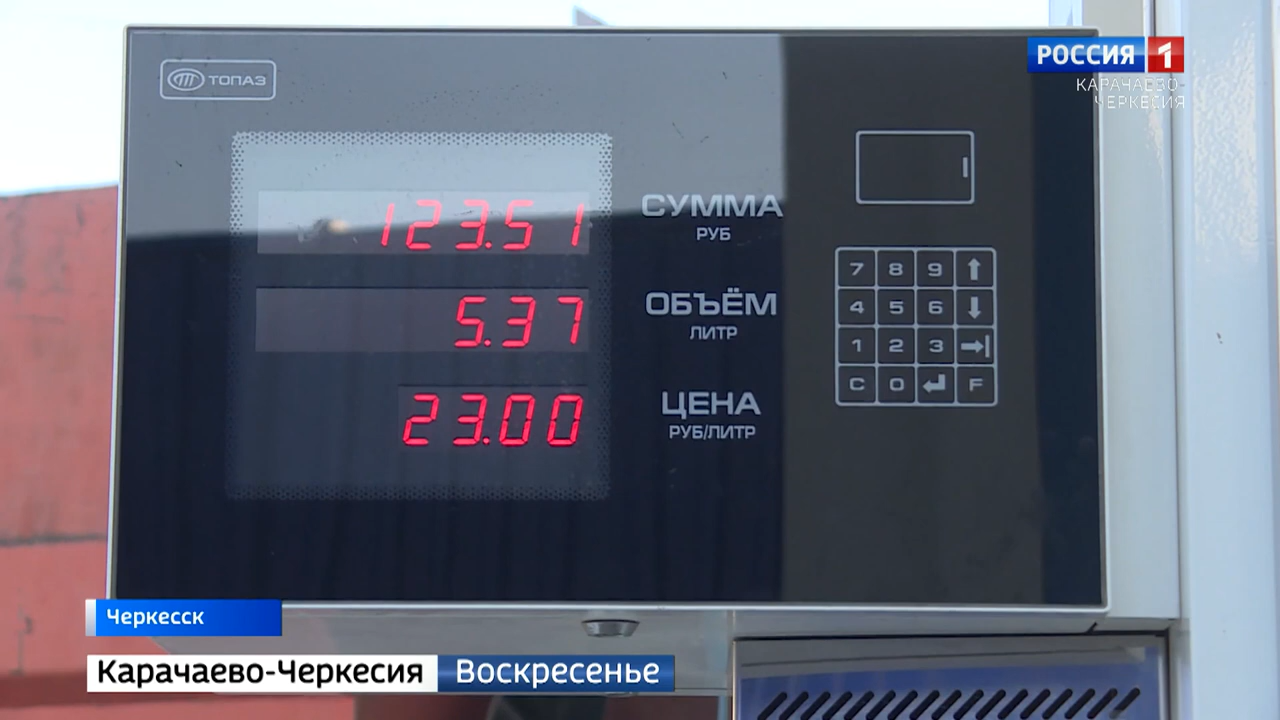 ТОПАЗ
РОССИЯ 1
КАРАЧАЕВО-
ЧЕРКЕСИЯ
123.51
СУММА
РУБ
5.37
ОБЪЁМ
ЛИТР
23.00
ЦЕНА
РУБ/ЛИТР
7 8 9 ↑
4 5 6 ↓
1 2 3 →
C 0 ↵ F
Черкесск
Карачаево-Черкесия Воскресенье